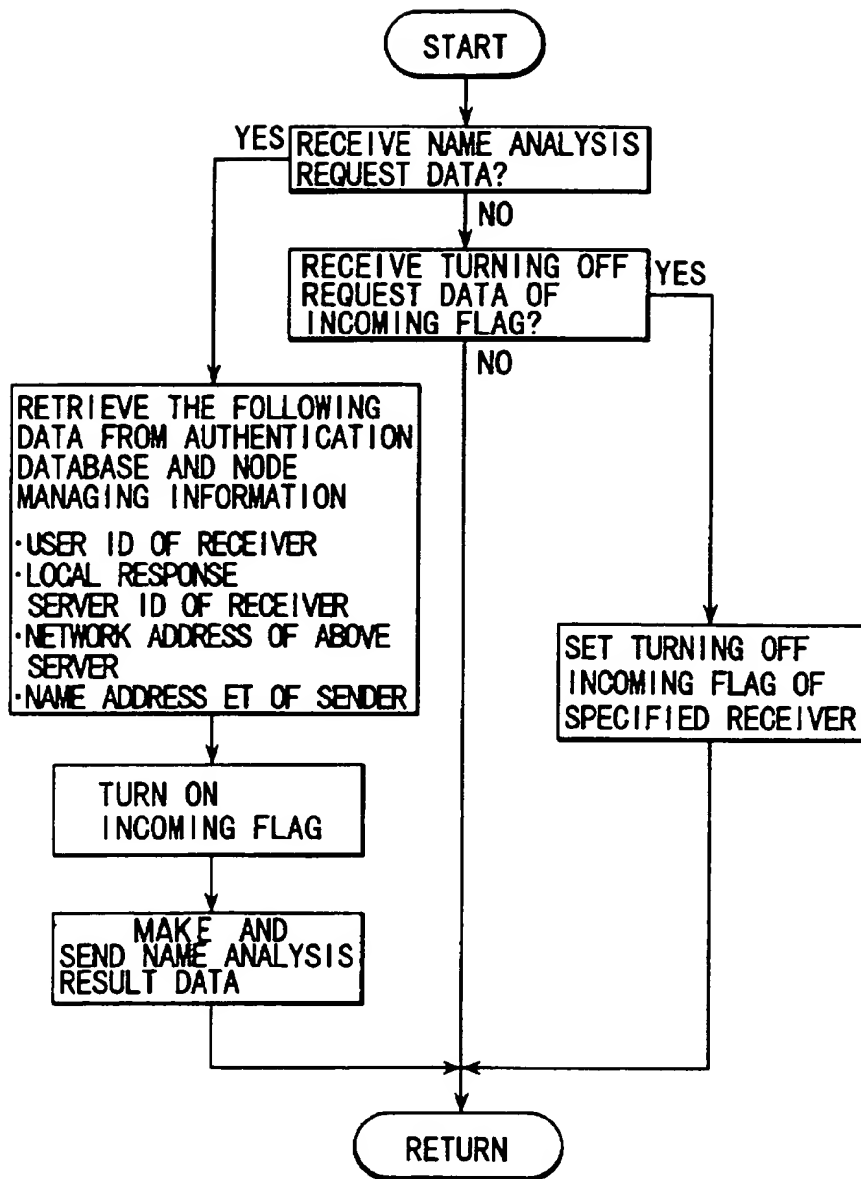 START
YES
RECEIVE NAME ANALYSIS
REQUEST DATA?
NO
RECEIVE TURNING OFF
REQUEST DATA OF
INCOMING FLAG?
YES
NO
RETRIEVE THE FOLLOWING
DATA FROM AUTHENTICATION
DATABASE AND NODE
MANAGING INFORMATION
·USER ID OF RECEIVER
·LOCAL RESPONSE
SERVER ID OF RECEIVER
·NETWORK ADDRESS OF ABOVE
SERVER
·NAME ADDRESS ET OF SENDER
SET TURNING OFF
INCOMING FLAG OF
SPECIFIED RECEIVER
TURN ON
INCOMING FLAG
MAKE AND
SEND NAME ANALYSIS
RESULT DATA
RETURN